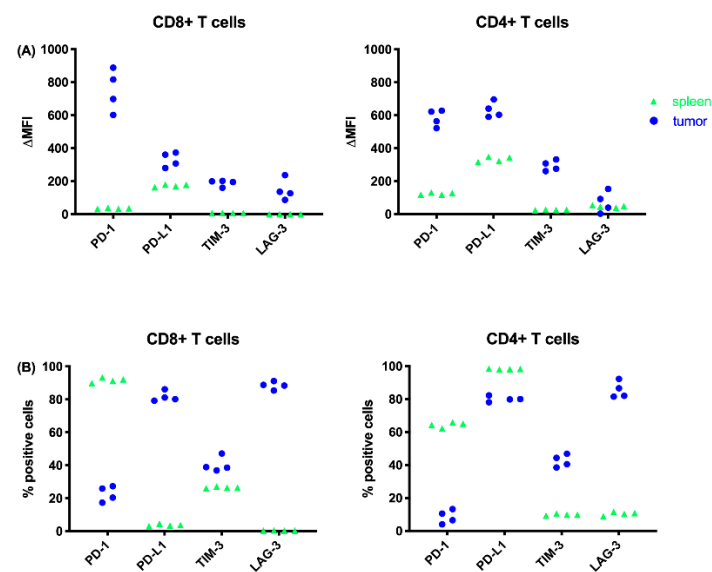 CD8+ T cells
CD4+ T cells
(A)
1000
800
600
400
200
0
ΔMFI
PD-1
PD-L1
TIM-3
LAG-3
1000
800
600
400
200
0
ΔMFI
PD-1
PD-L1
TIM-3
LAG-3
spleen
tumor
CD8+ T cells
CD4+ T cells
(B)
100
80
60
40
20
0
% positive cells
PD-1
PD-L1
TIM-3
LAG-3
100
80
60
40
20
0
% positive cells
PD-1
PD-L1
TIM-3
LAG-3